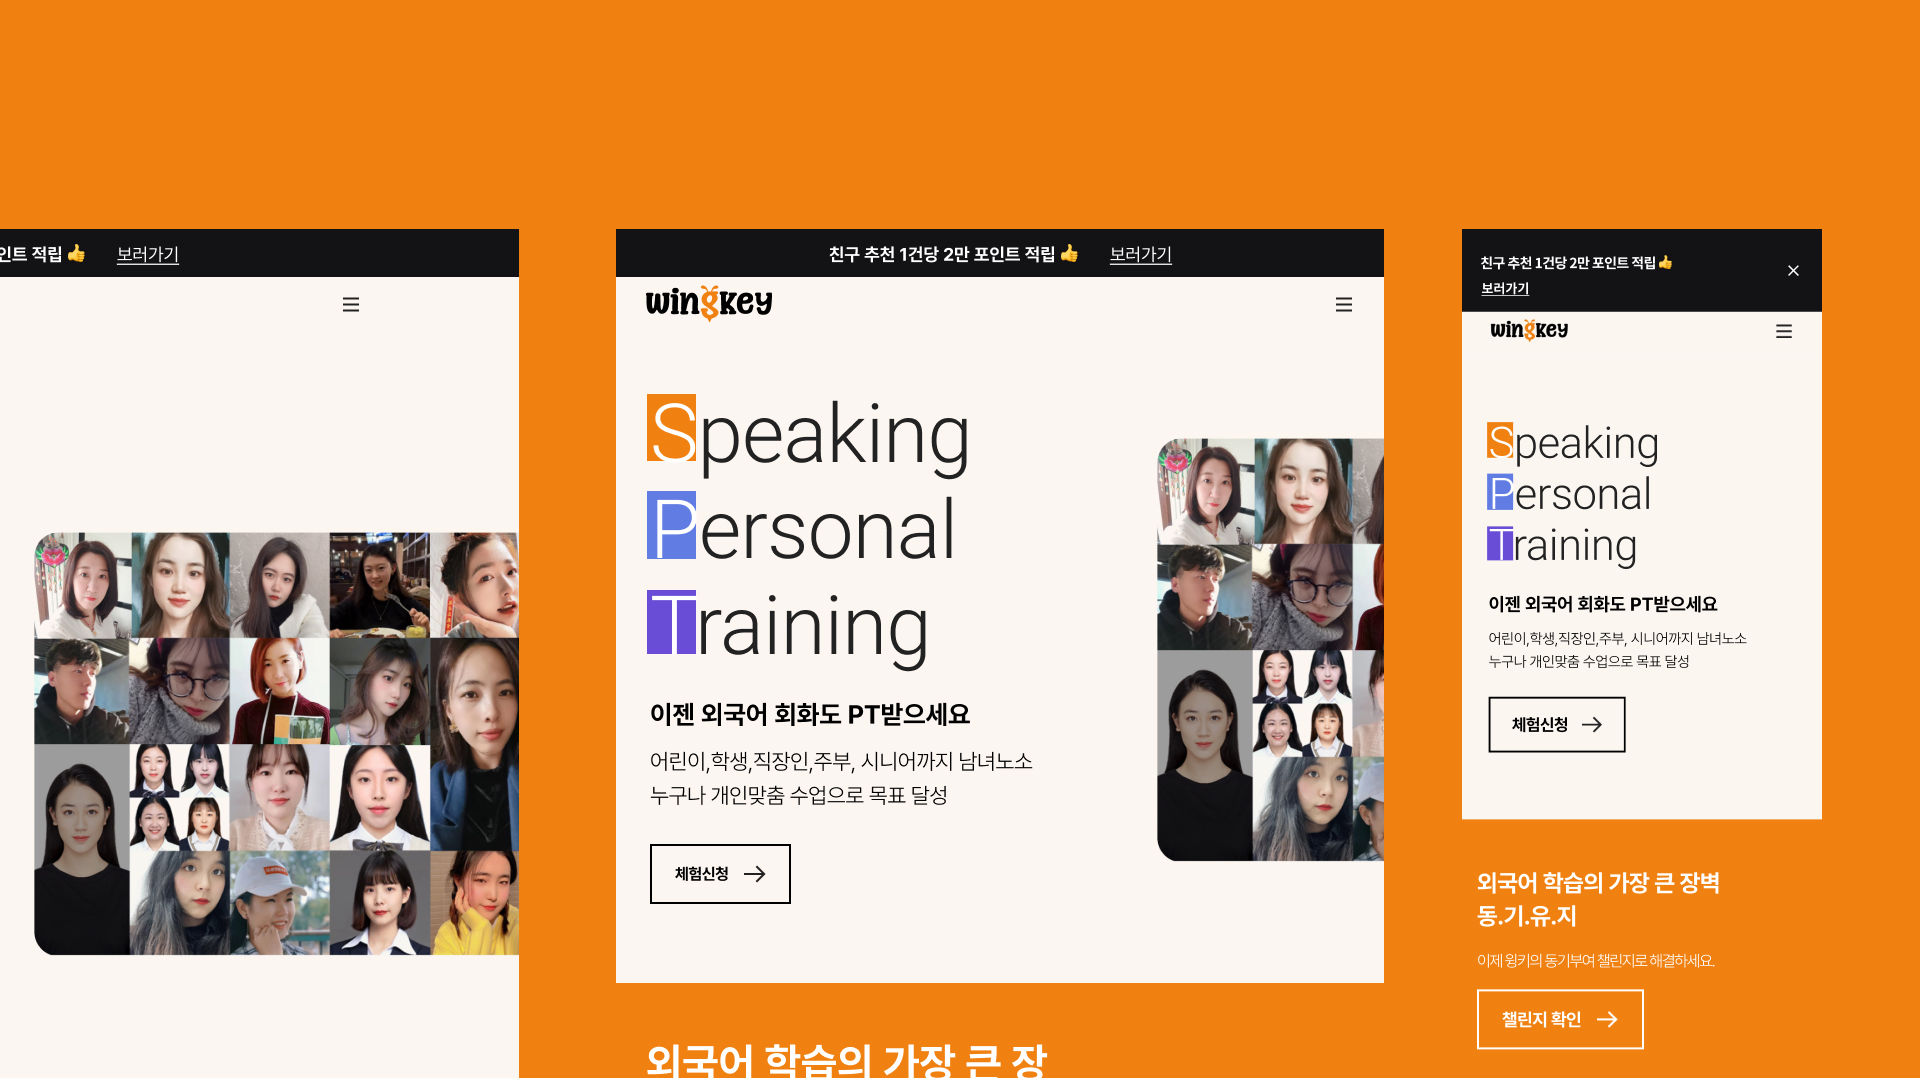 인트 적립👍 보러가기
친구 추천 1건당 2만 포인트 적립👍 보러가기
wingkey
Speaking
Personal
Training
이젠 외국어 회화도 PT받으세요
어린이,학생,직장인,주부, 시니어까지 남녀노소
누구나 개인맞춤 수업으로 목표 달성
체험신청 →
외국어 학습의 가장 큰 장
친구 추천 1건당 2만 포인트 적립👍
보러가기
wingkey
Speaking
Personal
Training
이젠 외국어 회화도 PT받으세요
어린이,학생,직장인,주부, 시니어까지 남녀노소
누구나 개인맞춤 수업으로 목표 달성
체험신청 →
외국어 학습의 가장 큰 장벽
동.기.유.지
이제 윙키의 동기부여 챌린지로 해결하세요.
챌린지 확인 →